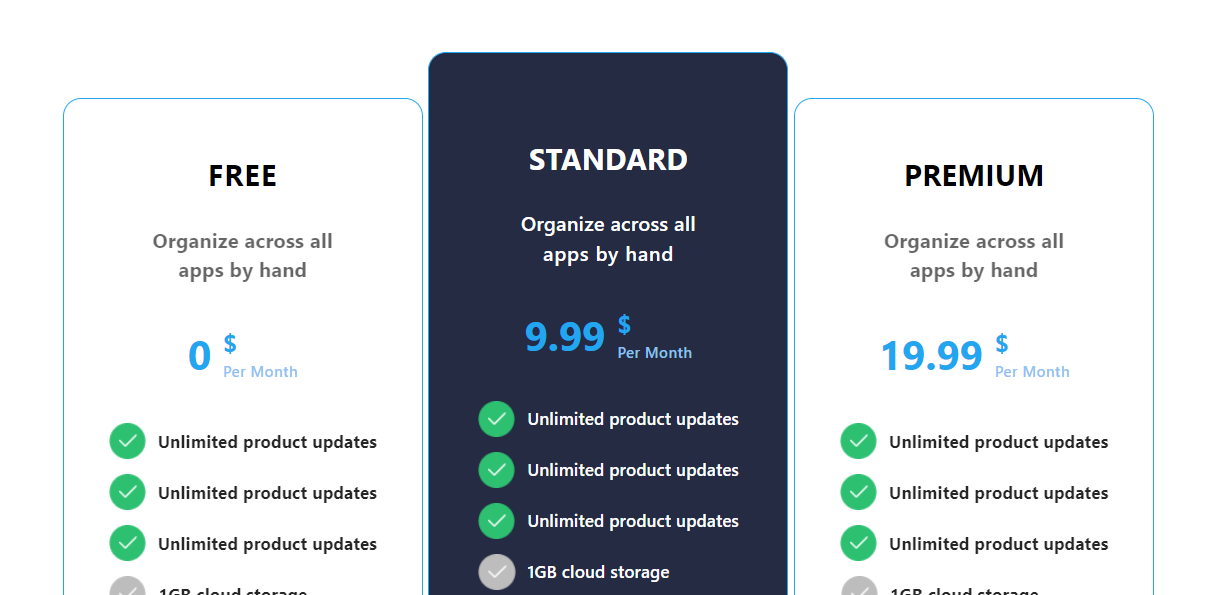 FREE
Organize across all
apps by hand
0 $
Per Month
Unlimited product updates
Unlimited product updates
Unlimited product updates
1GB cloud storage
STANDARD
Organize across all
apps by hand
9.99 $
Per Month
Unlimited product updates
Unlimited product updates
Unlimited product updates
1GB cloud storage
PREMIUM
Organize across all
apps by hand
19.99 $
Per Month
Unlimited product updates
Unlimited product updates
Unlimited product updates
1GB cloud storage